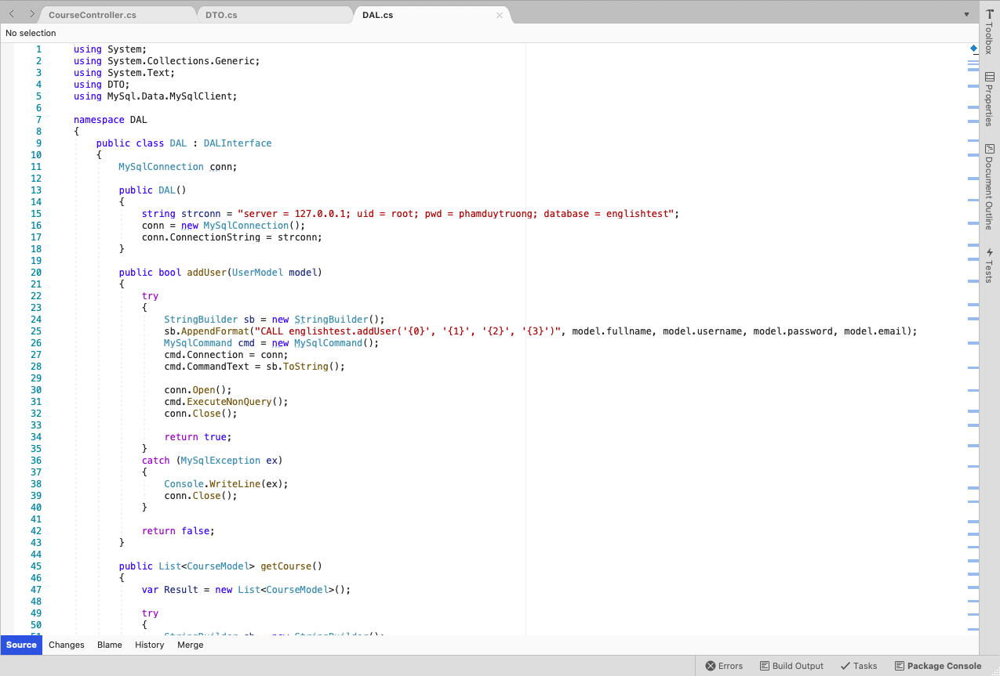 CourseController.cs DTO.cs DAL.cs
No selection
1 using System;
2 using System.Collections.Generic;
3 using System.Text;
4 using DTO;
5 using MySql.Data.MySqlClient;
6
7 namespace DAL
8 {
9 public class DAL : DALInterface
10 {
11 MySqlConnection conn;
12
13 public DAL()
14 {
15 string strconn = "server = 127.0.0.1; uid = root; pwd = phamduytruong; database = englishtest";
16 conn = new MySqlConnection();
17 conn.ConnectionString = strconn;
18 }
19
20 public bool addUser(UserModel model)
21 {
22 try
23 {
24 StringBuilder sb = new StringBuilder();
25 sb.AppendFormat("CALL englishtest.addUser('{0}', '{1}', '{2}', '{3}')", model.fullname, model.username, model.password, model.email);
26 MySqlCommand cmd = new MySqlCommand();
27 cmd.Connection = conn;
28 cmd.CommandText = sb.ToString();
29
30 conn.Open();
31 cmd.ExecuteNonQuery();
32 conn.Close();
33
34 return true;
35 }
36 catch (MySqlException ex)
37 {
38 Console.WriteLine(ex);
39 conn.Close();
40 }
41
42 return false;
43 }
44
45 public List<CourseModel> getCourse()
46 {
47 var Result = new List<CourseModel>();
48
49 try
50 {
51 StringBuilder sb = new StringBuilder();
Source Changes Blame History Merge
Errors Build Output Tasks Package Console
Toolbox
Properties
Document Outline
Tests